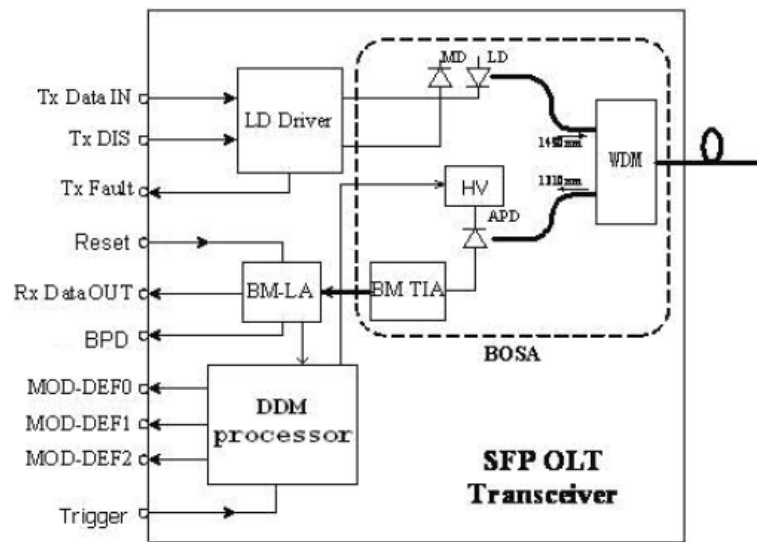 MD
LD
Tx Data IN
LD Driver
Tx DIS
1490nm
WDM
1310nm
Tx Fault
HV
APD
Reset
BM-LA
BM TIA
Rx DataOUT
BPD
BOSA
MOD-DEF0
DDM
MOD-DEF1
processor
MOD-DEF2
SFP OLT
Transceiver
Trigger